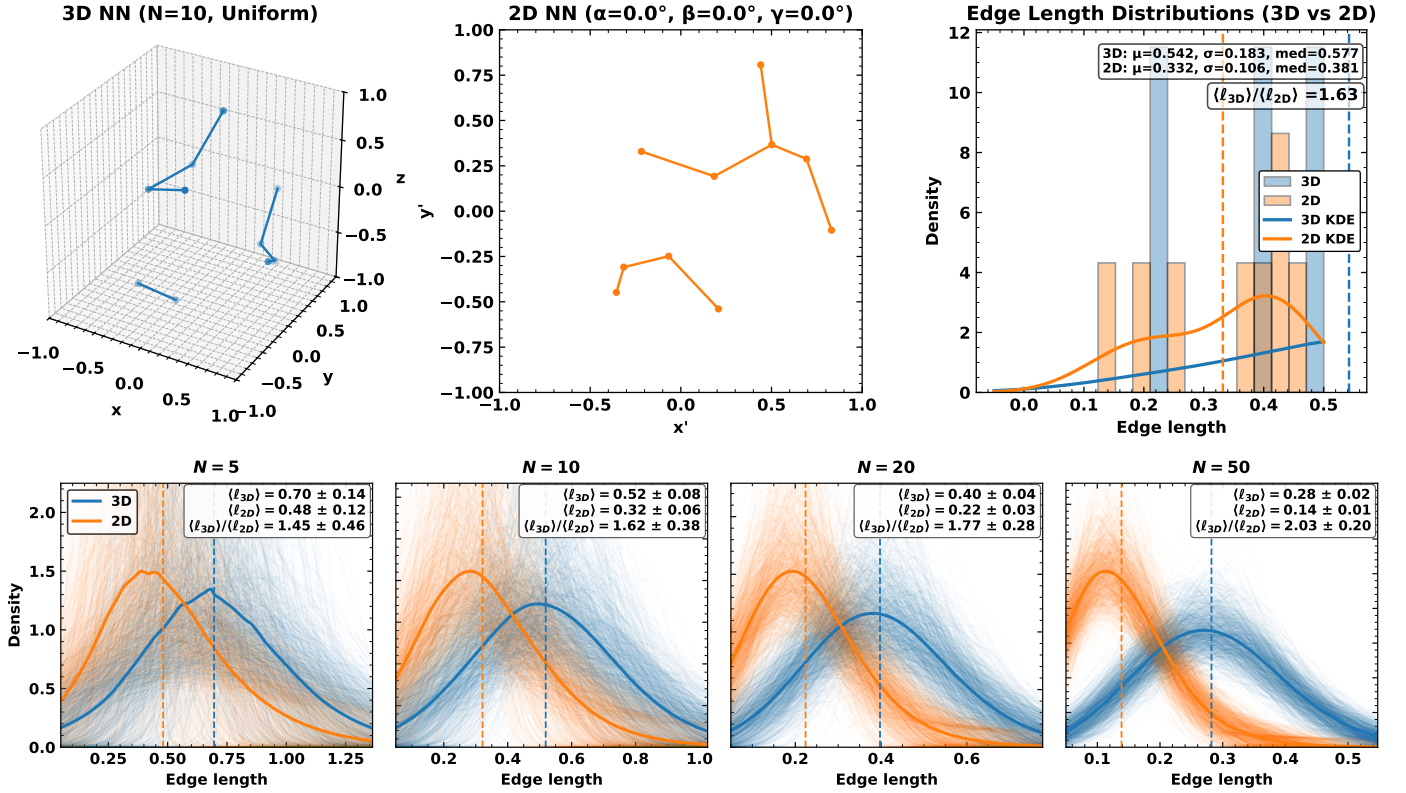 3D NN (N=10, Uniform)
1.0
0.5
0.0
−0.5
−1.0
z
1.0
0.5
0.0
−0.5
−1.0
y
−1.0
−0.5
0.0
0.5
1.0
x
2D NN (α=0.0°, β=0.0°, γ=0.0°)
1.00
0.75
0.50
0.25
0.00
−0.25
−0.50
−0.75
−1.00
y'
−1.0 −0.5 0.0 0.5 1.0
x'
Edge Length Distributions (3D vs 2D)
3D: μ=0.542, σ=0.183, med=0.577
2D: μ=0.332, σ=0.106, med=0.381
⟨ℓ3D⟩/⟨ℓ2D⟩ =1.63
3D
2D
3D KDE
2D KDE
12
10
8
6
4
2
0
Density
0.0 0.1 0.2 0.3 0.4 0.5
Edge length
N = 5
3D
2D
⟨ℓ3D⟩ = 0.70 ± 0.14
⟨ℓ2D⟩ = 0.48 ± 0.12
⟨ℓ3D⟩/⟨ℓ2D⟩ = 1.45 ± 0.46
2.0
1.5
1.0
0.5
0.0
Density
0.25 0.50 0.75 1.00 1.25
Edge length
N = 10
⟨ℓ3D⟩ = 0.52 ± 0.08
⟨ℓ2D⟩ = 0.32 ± 0.06
⟨ℓ3D⟩/⟨ℓ2D⟩ = 1.62 ± 0.38
0.2 0.4 0.6 0.8 1.0
Edge length
N = 20
⟨ℓ3D⟩ = 0.40 ± 0.04
⟨ℓ2D⟩ = 0.22 ± 0.03
⟨ℓ3D⟩/⟨ℓ2D⟩ = 1.77 ± 0.28
0.2 0.4 0.6
Edge length
N = 50
⟨ℓ3D⟩ = 0.28 ± 0.02
⟨ℓ2D⟩ = 0.14 ± 0.01
⟨ℓ3D⟩/⟨ℓ2D⟩ = 2.03 ± 0.20
0.1 0.2 0.3 0.4 0.5
Edge length